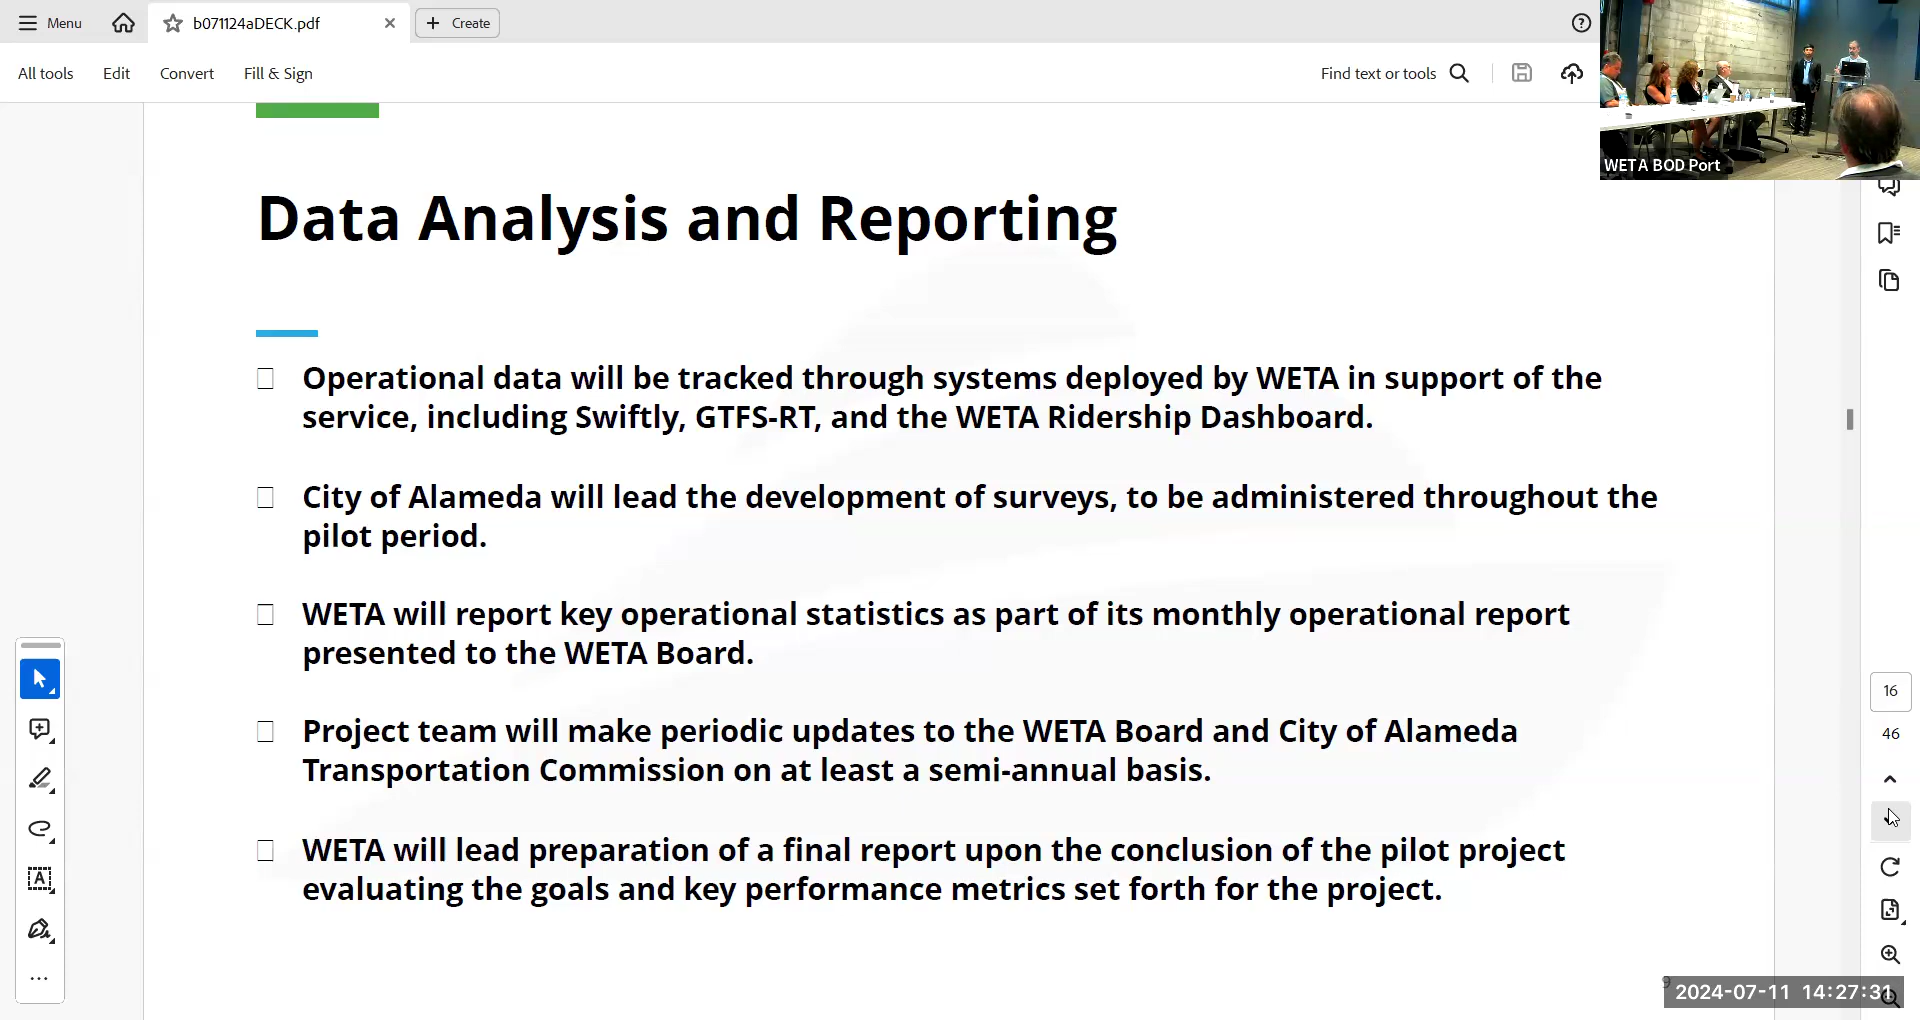 Menu
b071124aDECK.pdf
Create
All tools
Edit
Convert
Fill & Sign
Find text or tools
WETA BOD Port
Data Analysis and Reporting
Operational data will be tracked through systems deployed by WETA in support of the
service, including Swiftly, GTFS-RT, and the WETA Ridership Dashboard.
City of Alameda will lead the development of surveys, to be administered throughout the
pilot period.
WETA will report key operational statistics as part of its monthly operational report
presented to the WETA Board.
Project team will make periodic updates to the WETA Board and City of Alameda
Transportation Commission on at least a semi-annual basis.
WETA will lead preparation of a final report upon the conclusion of the pilot project
evaluating the goals and key performance metrics set forth for the project.
16
46
9
2024-07-11 14:27:31